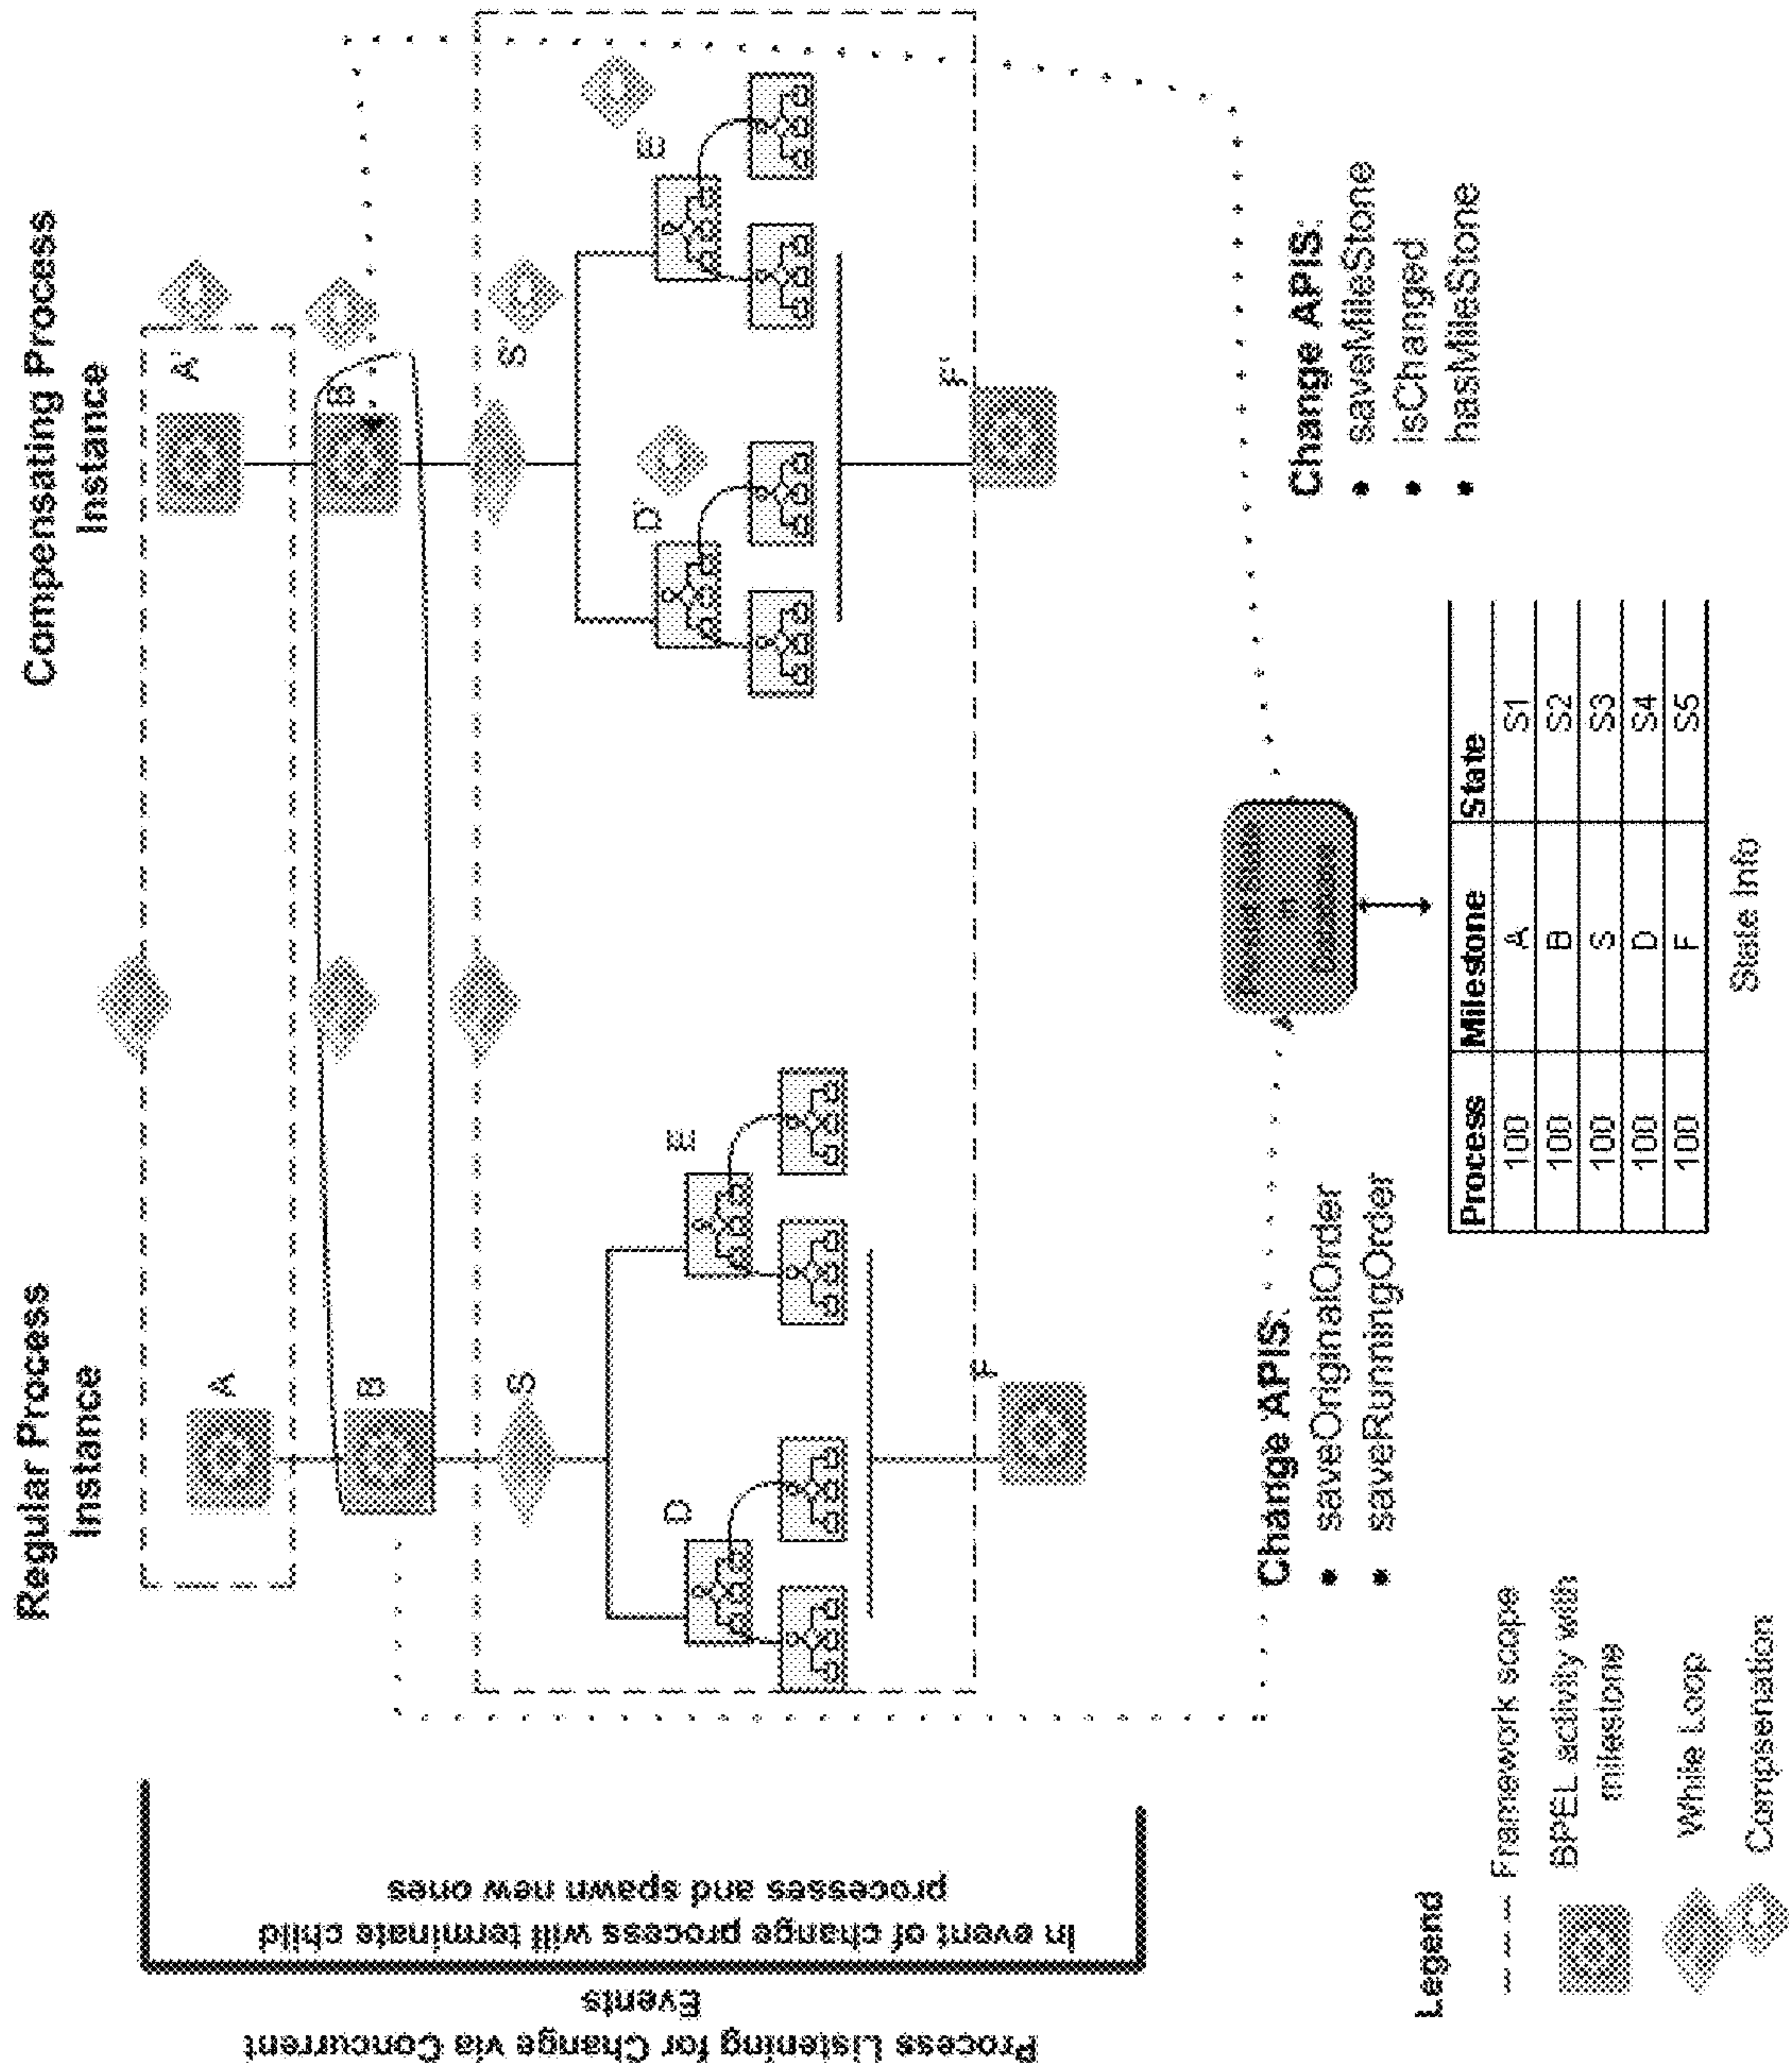 Regular Process
Instance
Compensating Process
Instance
A
A'
B
B'
S
S'
D
E
D'
E'
F
F'
Process Listening for Change via Concurrent
Events
In event of change process will terminate child
processes and spawn new ones
Change APIS:
• saveOriginalOrder
• saveRunningOrder
Database
Change APIS:
• saveMileStone
• isChanged
• hasMileStone
Process Milestone State
100 A S1
100 B S2
100 S S3
100 D S4
100 F S5
State Info
Legend
Framework scope
BPEL activity with
milestone
While Loop
Compsenation